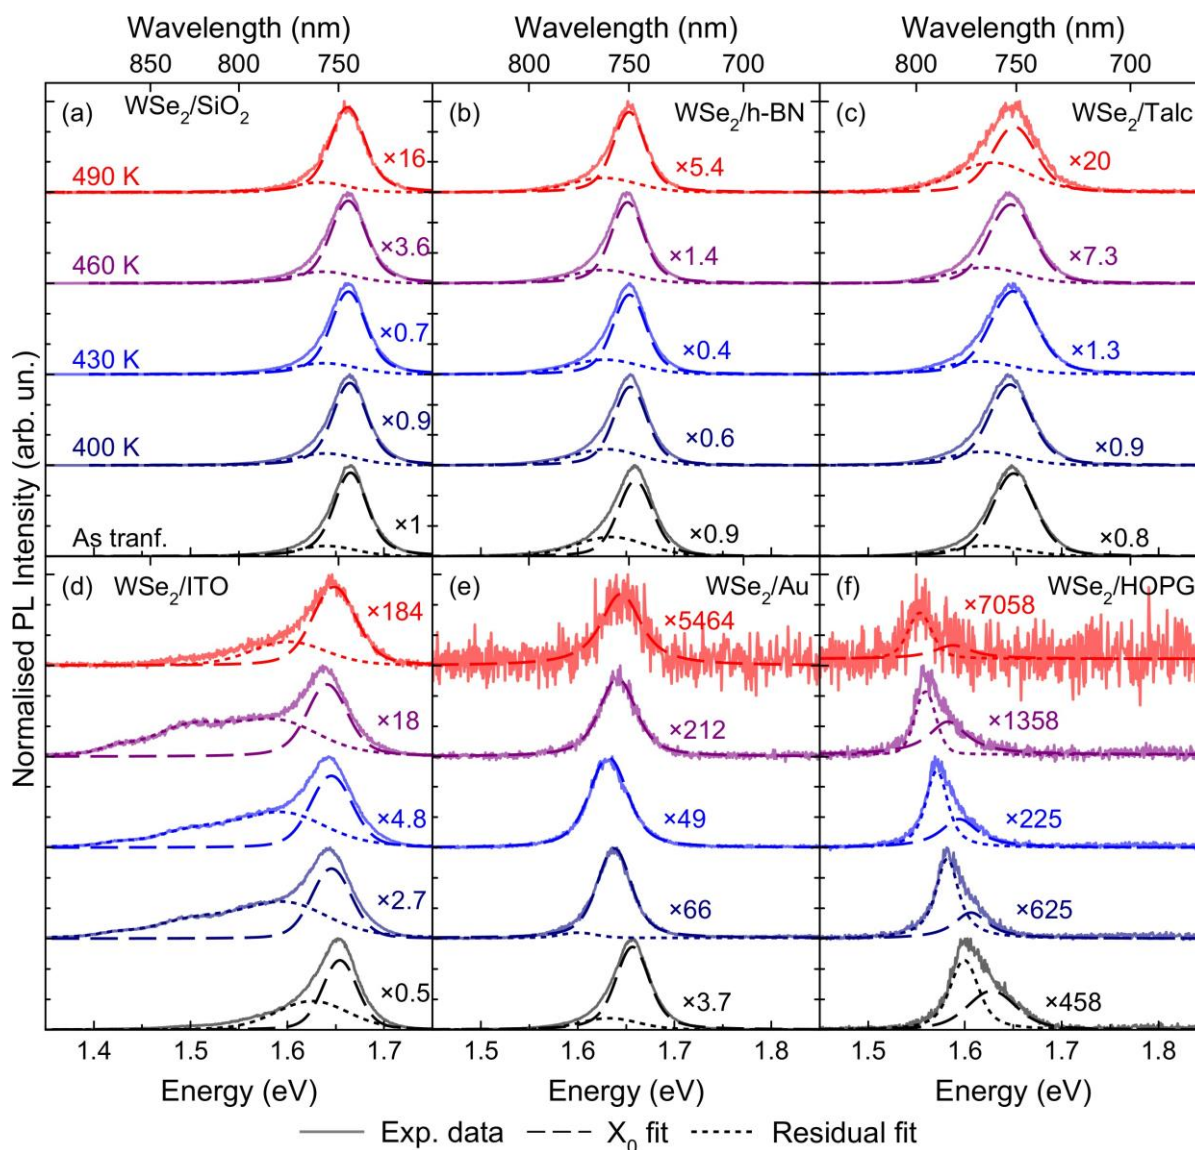 Wavelength (nm) Wavelength (nm) Wavelength (nm)
850 800 750 800 750 700 800 750 700
(a) WSe₂/SiO₂ (b) WSe₂/h-BN (c) WSe₂/Talc
490 K ×16 ×5.4 ×20
460 K ×3.6 ×1.4 ×7.3
430 K ×0.7 ×0.4 ×1.3
400 K ×0.9 ×0.6 ×0.9
As tranf. ×1 ×0.9 ×0.8
Normalised PL Intensity (arb. un.)
(d) WSe₂/ITO (e) WSe₂/Au (f) WSe₂/HOPG
×184 ×5464 ×7058
×18 ×212 ×1358
×4.8 ×49 ×225
×2.7 ×66 ×625
×0.5 ×3.7 ×458
1.4 1.5 1.6 1.7 1.5 1.6 1.7 1.8 1.5 1.6 1.7 1.8
Energy (eV) Energy (eV) Energy (eV)
Exp. data X₀ fit Residual fit